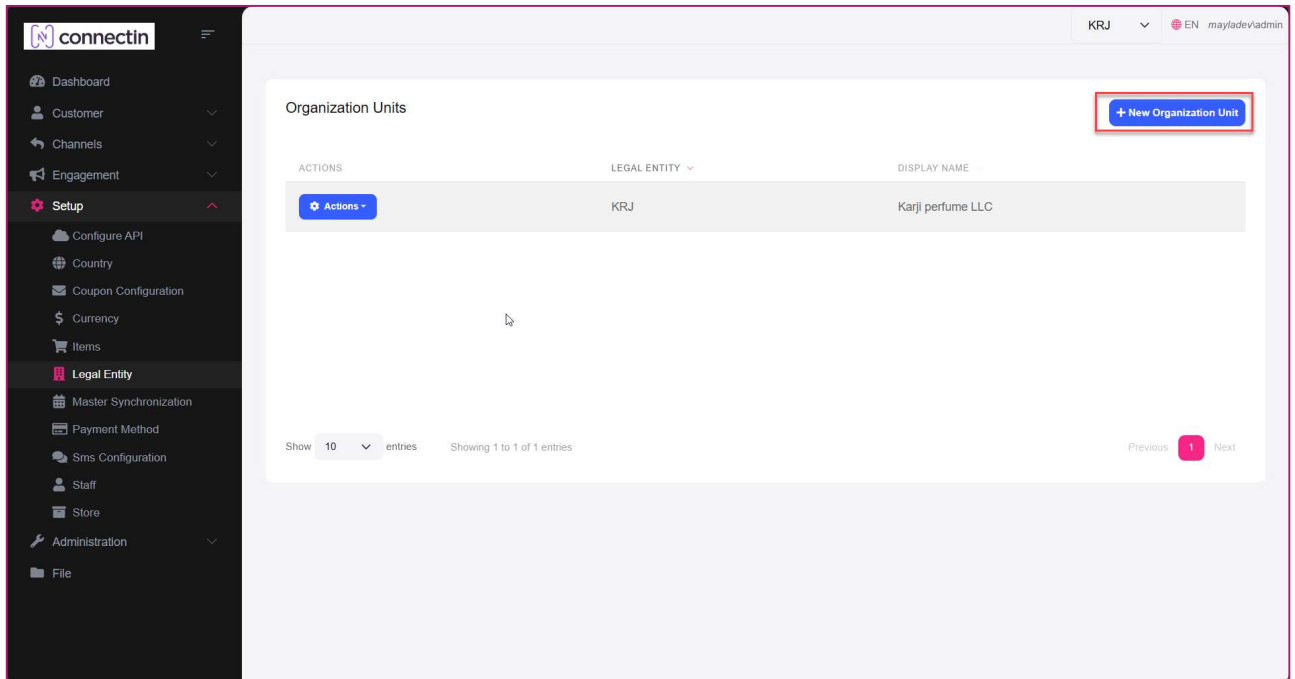 connectin
KRJ EN mayladev\admin
Dashboard
Customer
Channels
Engagement
Setup
Configure API
Country
Coupon Configuration
Currency
Items
Legal Entity
Master Synchronization
Payment Method
Sms Configuration
Staff
Store
Administration
File
Organization Units
+ New Organization Unit
ACTIONS LEGAL ENTITY DISPLAY NAME
Actions KRJ Karji perfume LLC
Show 10 entries Showing 1 to 1 of 1 entries Previous 1 Next